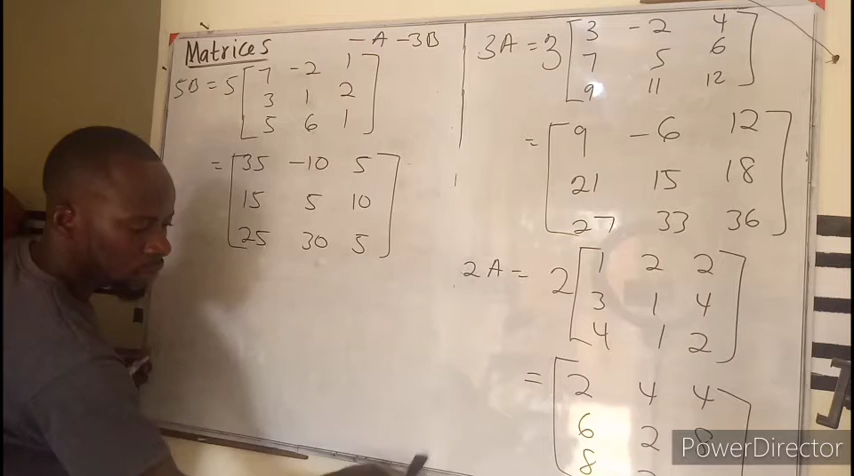 Matrices
- A - 3B
5B = 5 [ 7 -2 1
3 1 2
5 6 1 ]
= [ 35 -10 5
15 5 10
25 30 5 ]
3A = 3 [ 3 -2 4
7 5 6
9 11 12 ]
= [ 9 -6 12
21 15 18
27 33 36 ]
2A = 2 [ 1 2 2
3 1 4
4 1 2 ]
= [ 2 4 4
6 2
8
PowerDirector